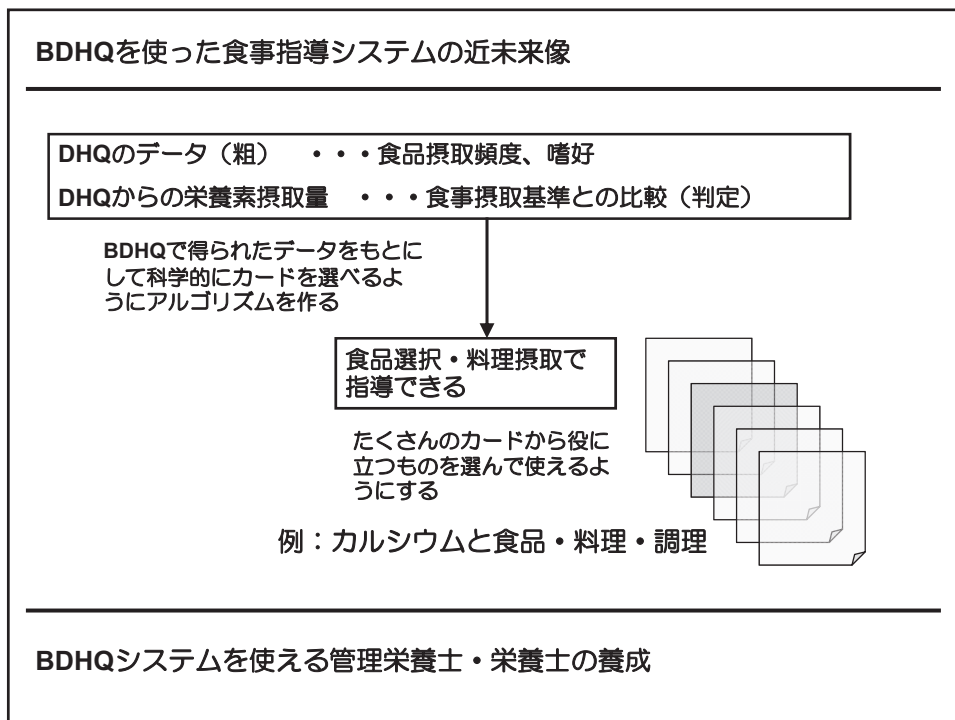 BDHQを使った食事指導システムの近未来像
DHQのデータ（粗）　・・・食品摂取頻度、嗜好
DHQからの栄養素摂取量　・・・食事摂取基準との比較（判定）
BDHQで得られたデータをもとに
して科学的にカードを選べるよ
うにアルゴリズムを作る
食品選択・料理摂取で
指導できる
たくさんのカードから役に
立つものを選んで使えるよ
うにする
例：カルシウムと食品・料理・調理
BDHQシステムを使える管理栄養士・栄養士の養成